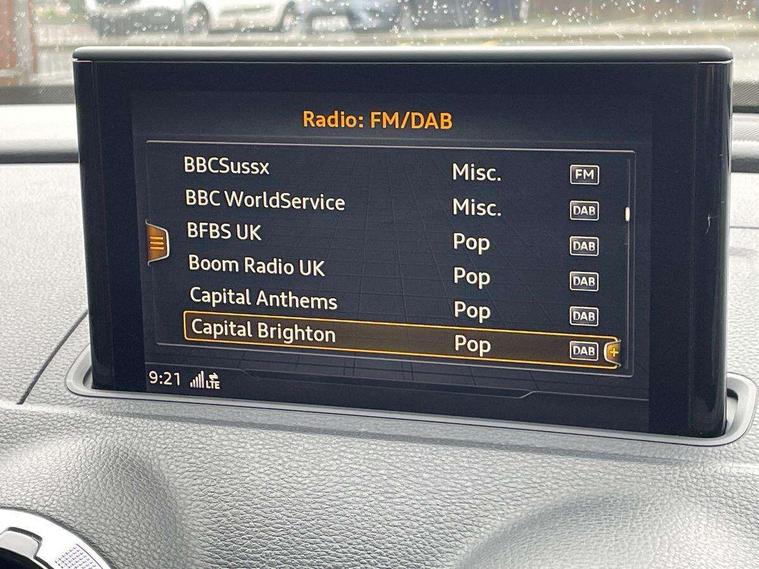 Radio: FM/DAB
BBCSussx Misc. FM
BBC WorldService Misc. DAB
BFBS UK Pop DAB
Boom Radio UK Pop DAB
Capital Anthems Pop DAB
Capital Brighton Pop DAB +
9:21 LTE